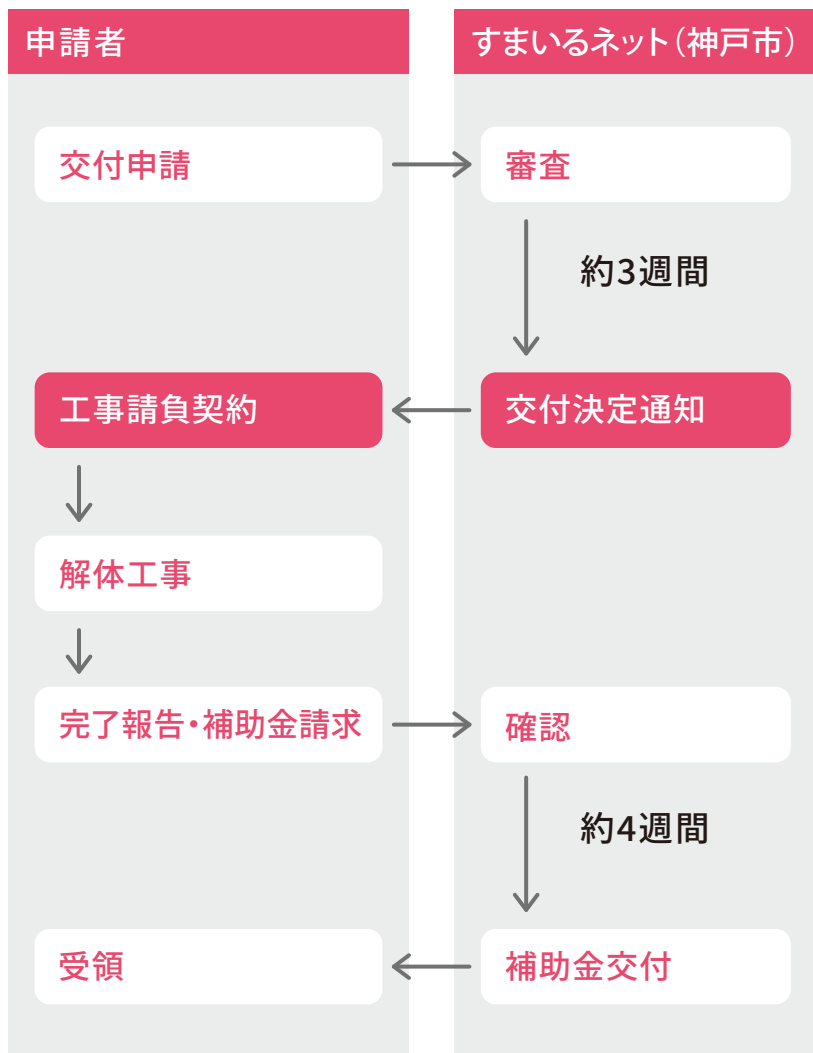 申請者
すまいるネット（神戸市）
交付申請
審査
約3週間
工事請負契約
交付決定通知
解体工事
完了報告・補助金請求
確認
約4週間
受領
補助金交付